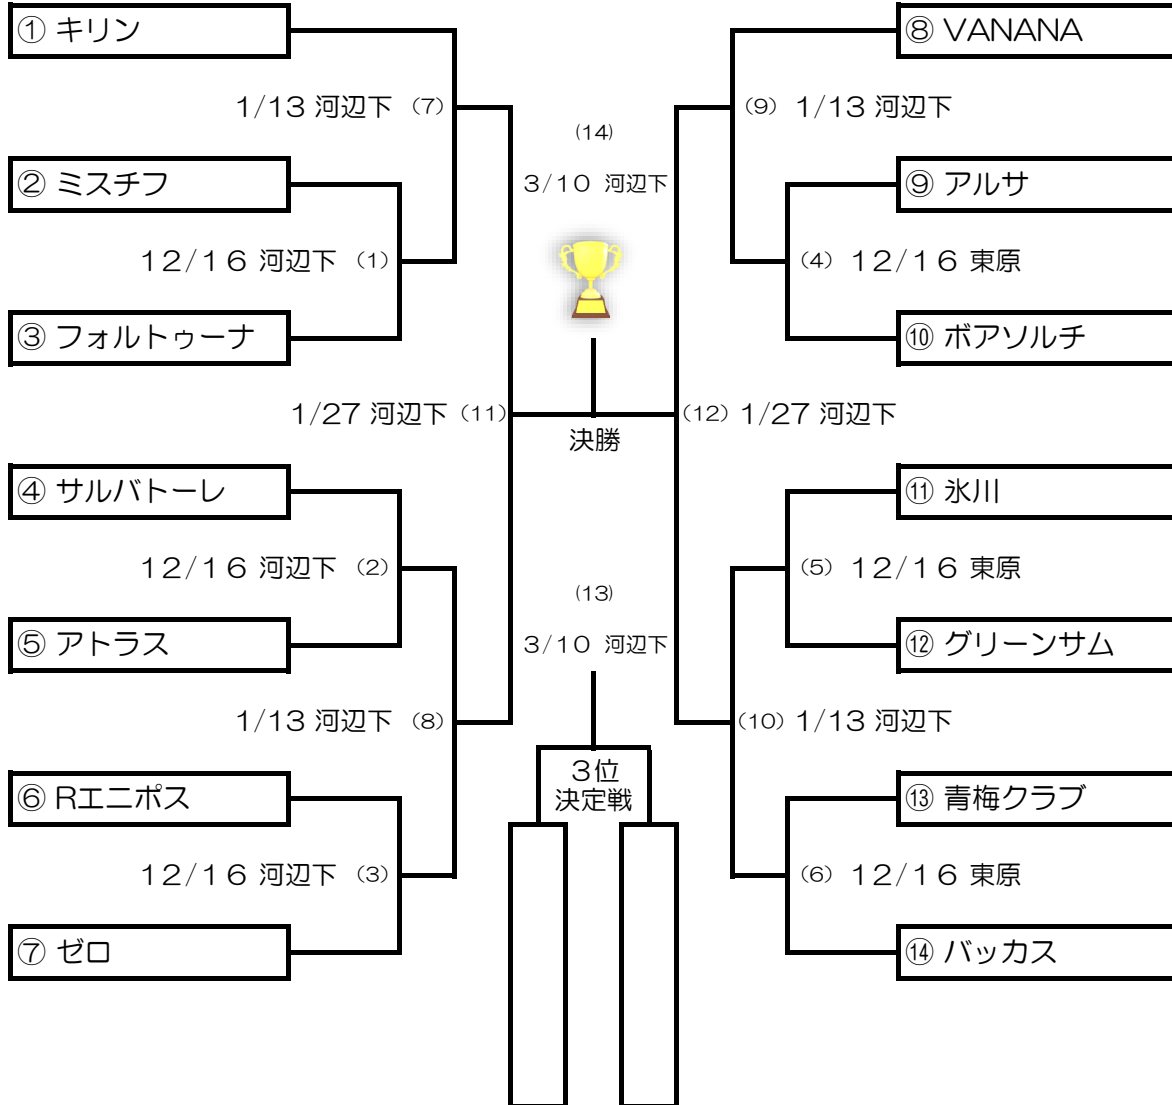 ① キリン
1/13 河辺下 (7)
② ミスチフ
12/16 河辺下 (1)
③ フォルトゥーナ
1/27 河辺下 (11)
④ サルバトーレ
12/16 河辺下 (2)
⑤ アトラス
1/13 河辺下 (8)
⑥ Rエニポス
12/16 河辺下 (3)
⑦ ゼロ
(14)
3/10 河辺下
決勝
(13)
3/10 河辺下
3位
決定戦
⑧ VANANA
(9) 1/13 河辺下
⑨ アルサ
(4) 12/16 東原
⑩ ボアソルチ
(12) 1/27 河辺下
⑪ 氷川
(5) 12/16 東原
⑫ グリーンサム
(10) 1/13 河辺下
⑬ 青梅クラブ
(6) 12/16 東原
⑭ バッカス